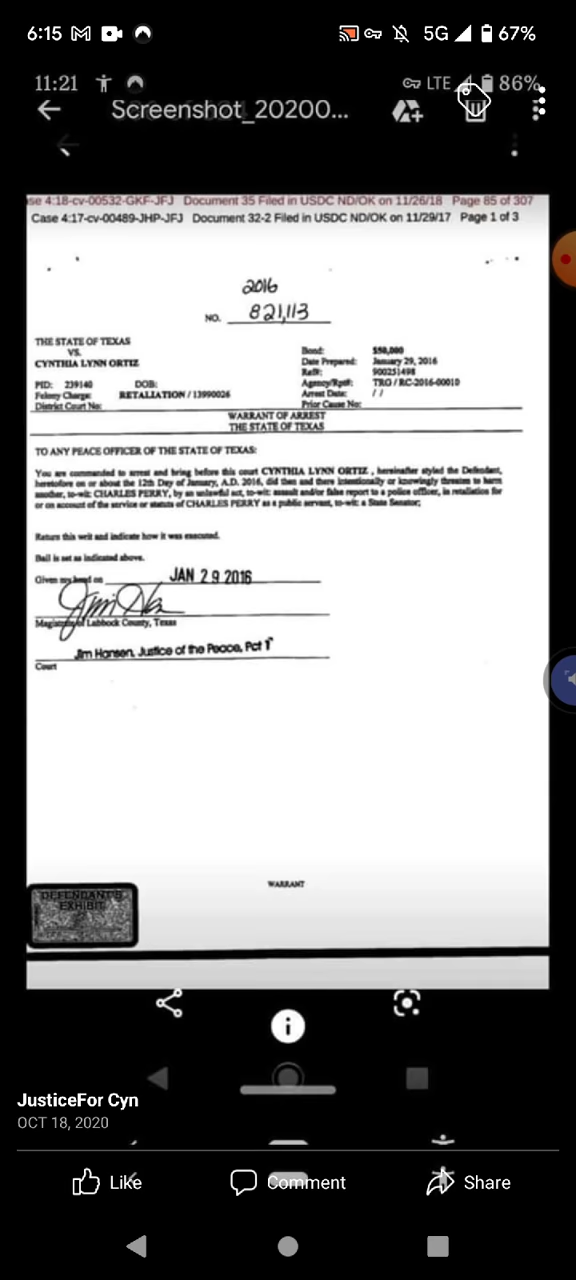 6:15 5G 67%
11:21 LTE 86%
Screenshot_20200...
se 4:18-cv-00532-GKF-JFJ Document 35 Filed in USDC ND/OK on 11/26/18 Page 85 of 307
Case 4:17-cv-00489-JHP-JFJ Document 32-2 Filed in USDC ND/OK on 11/29/17 Page 1 of 3
2016
NO. 821,113
THE STATE OF TEXAS
VS.
CYNTHIA LYNN ORTIZ
Bond: $50,000
Date Prepared: January 29, 2016
Ref#: 900251498
PID: 239140 DOB: Agency/Rpt#: TRG / RC-2016-00010
Felony Charge: RETALIATION / 13990026 Arrest Date: / /
District Court No: Prior Cause No:
WARRANT OF ARREST
THE STATE OF TEXAS
TO ANY PEACE OFFICER OF THE STATE OF TEXAS:
You are commanded to arrest and bring before this court CYNTHIA LYNN ORTIZ , hereinafter styled the Defendant,
heretofore on or about the 12th Day of January, A.D. 2016, did then and there intentionally or knowingly threaten to harm
another, to-wit: CHARLES PERRY, by an unlawful act, to-wit: assault and/or false report to a police officer, in retaliation for
or on account of the service or status of CHARLES PERRY as a public servant, to-wit: a State Senator;
Return this writ and indicate how it was executed.
Bail is set as indicated above.
Given my hand on JAN 29 2016
Magistrate of Lubbock County, Texas
Jim Hansen, Justice of the Peace, Pct 1
Court
WARRANT
DEFENDANT'S
EXHIBIT
JusticeFor Cyn
OCT 18, 2020
Like Comment Share